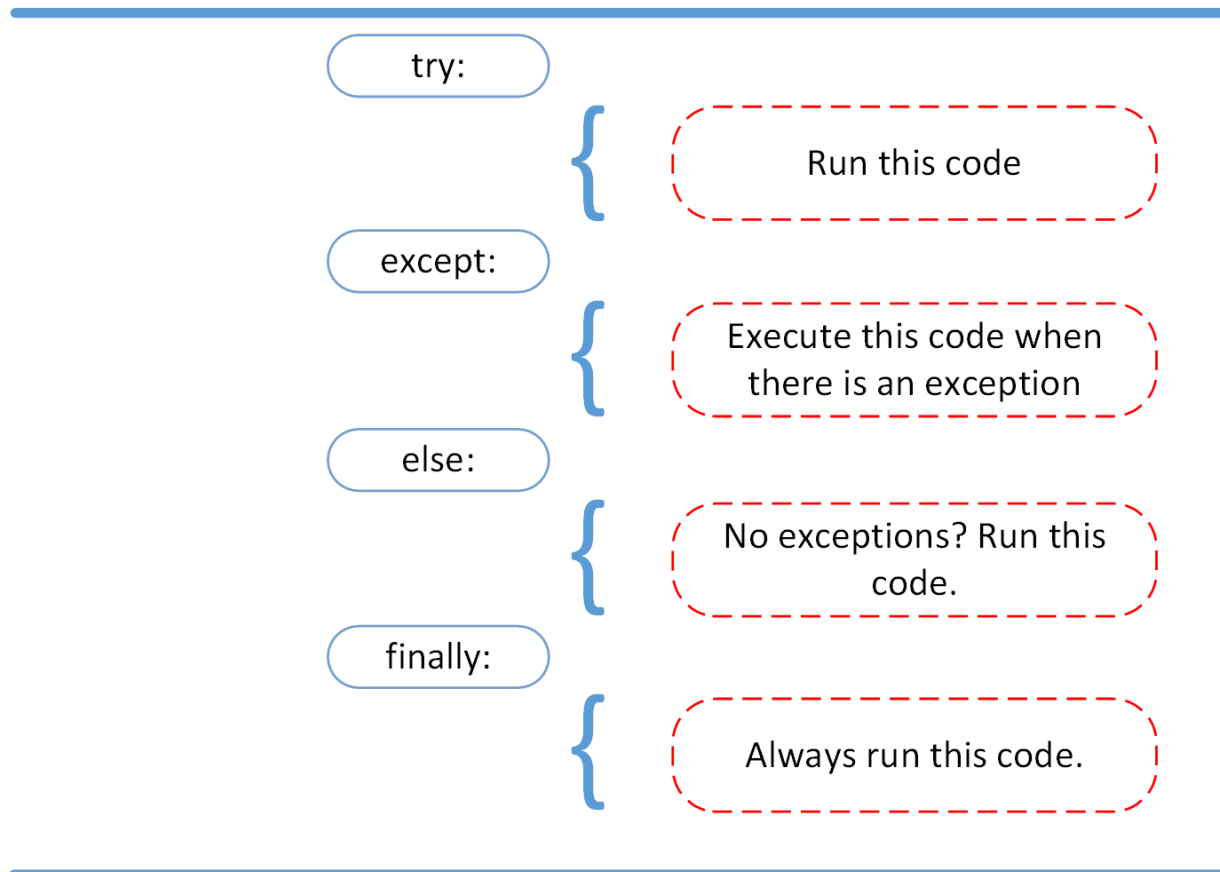 try:
Run this code
except:
Execute this code when
there is an exception
else:
No exceptions? Run this
code.
finally:
Always run this code.